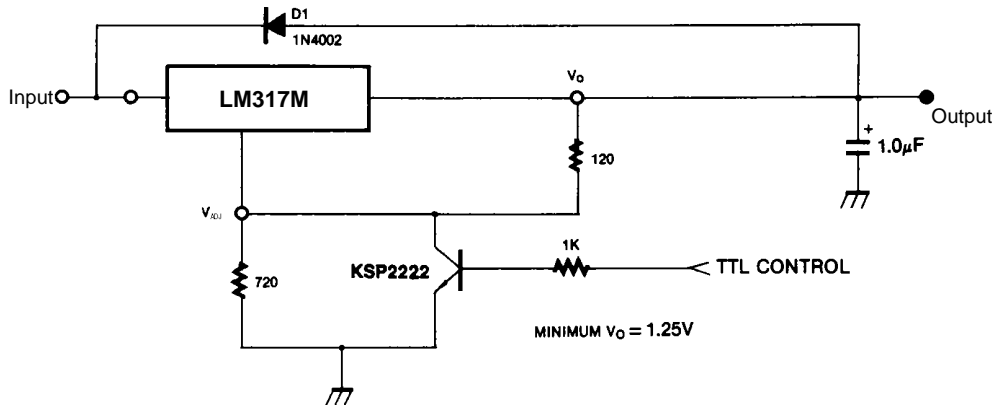 D1
1N4002
Input
LM317M
VO
Output
120
+
1.0µF
VADJ
720
KSP2222
1K
TTL CONTROL
MINIMUM VO = 1.25V